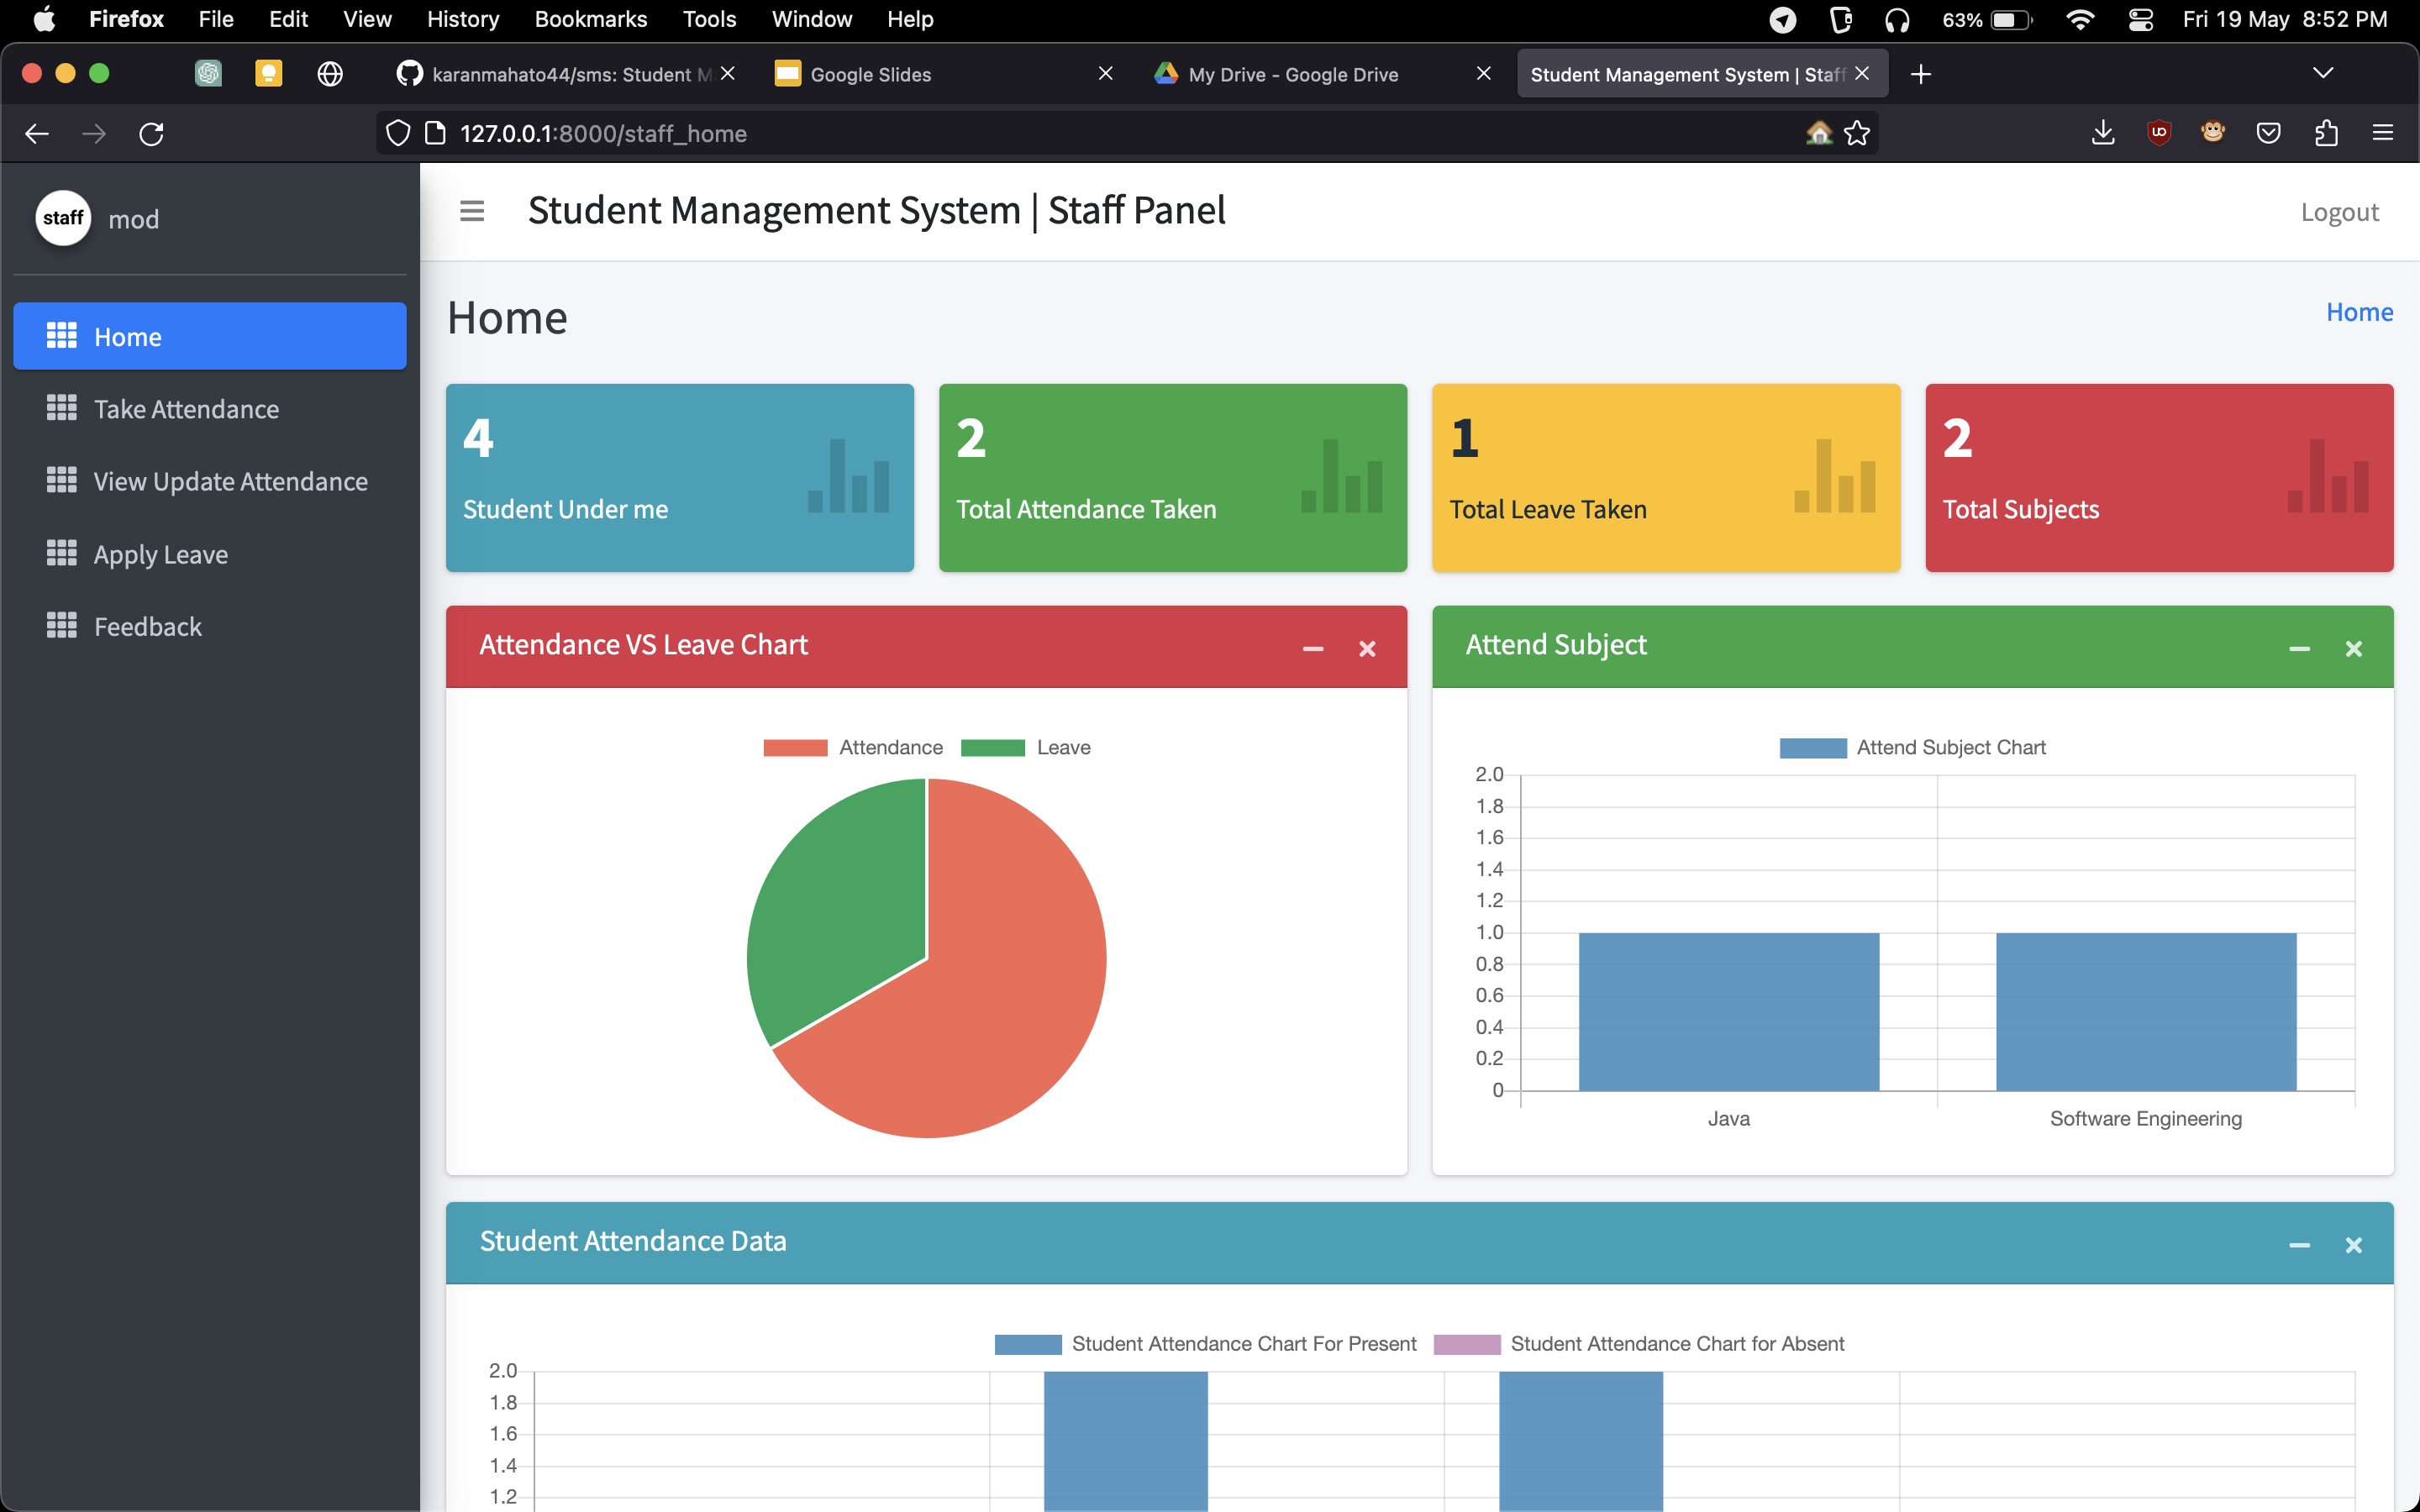 Firefox File Edit View History Bookmarks Tools Window Help 63% Fri 19 May 8:52 PM
karanmahato44/sms: Student M Google Slides My Drive - Google Drive Student Management System | Staff
127.0.0.1:8000/staff_home
staff mod
Student Management System | Staff Panel
Logout
Home
Take Attendance
View Update Attendance
Apply Leave
Feedback
Home
Home
4
Student Under me
2
Total Attendance Taken
1
Total Leave Taken
2
Total Subjects
Attendance VS Leave Chart
Attendance Leave
Attend Subject
Attend Subject Chart
2.0
1.8
1.6
1.4
1.2
1.0
0.8
0.6
0.4
0.2
0
Java Software Engineering
Student Attendance Data
Student Attendance Chart For Present Student Attendance Chart for Absent
2.0
1.8
1.6
1.4
1.2